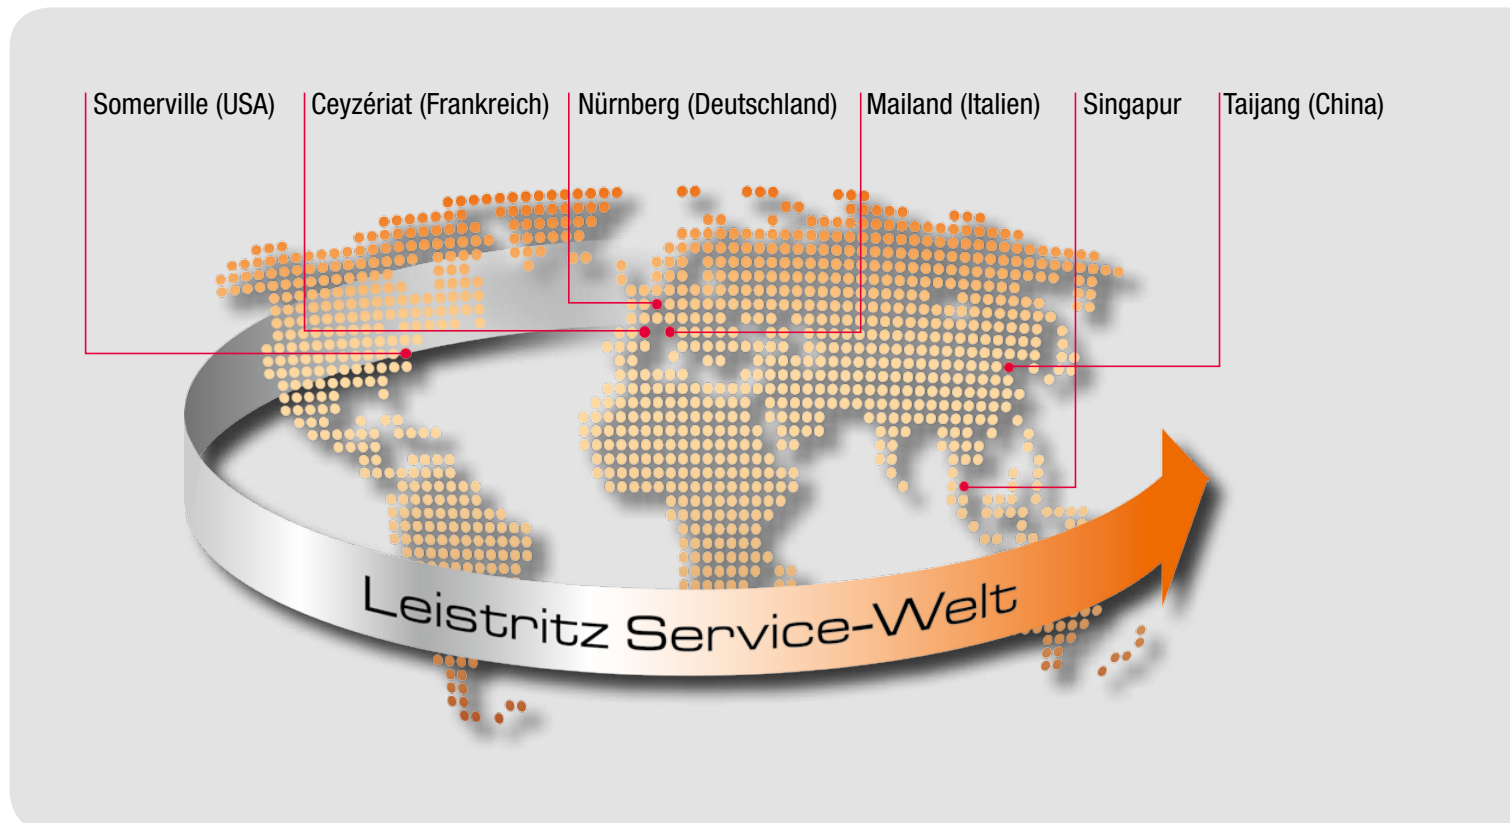 Somerville (USA) Ceyzériat (Frankreich) Nürnberg (Deutschland) Mailand (Italien) Singapur Taijang (China)
Leistritz Service-Welt